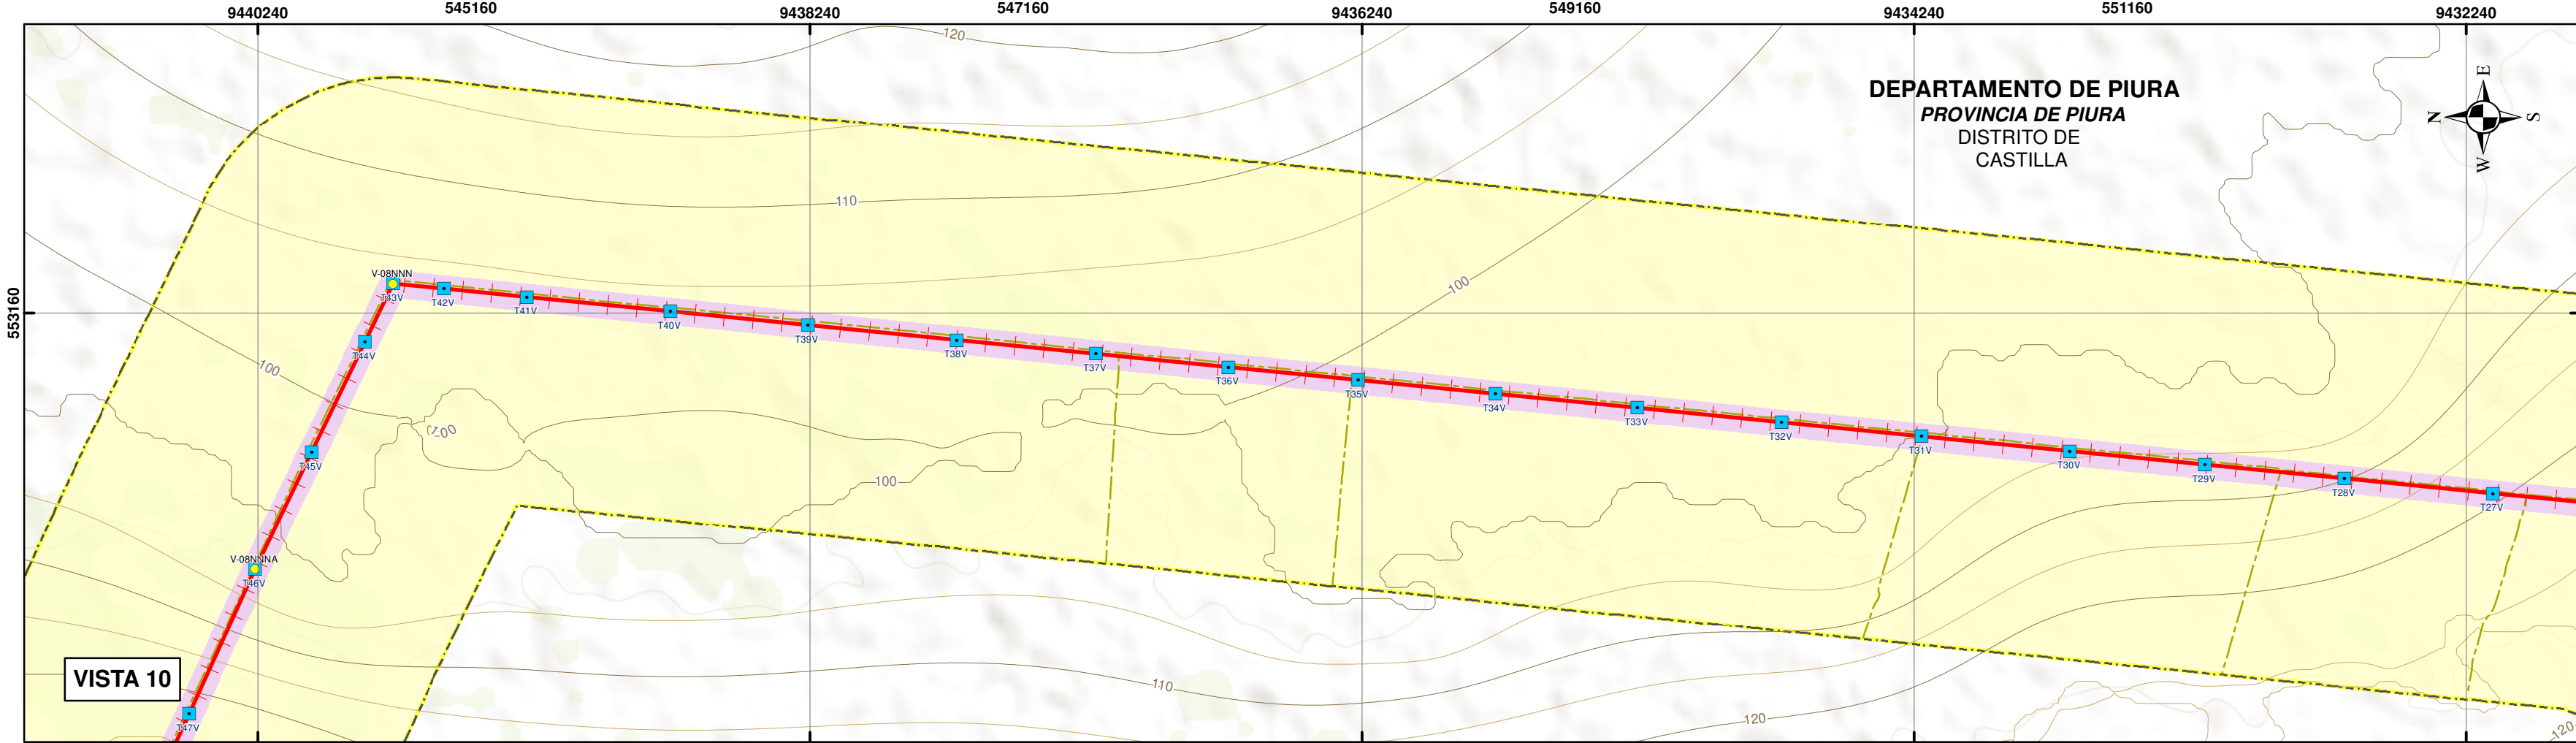 9440240
545160
9438240
547160
9436240
549160
9434240
551160
9432240
120
DEPARTAMENTO DE PIURA
PROVINCIA DE PIURA
DISTRITO DE
CASTILLA
E
N
S
W
110
553160
V-08NNN
T43V
T42V
T41V
T40V
T39V
T38V
T37V
T36V
T35V
T34V
T33V
T32V
T31V
T30V
T29V
T28V
T27V
100
T44V
100
100
T45V
100
V-08NNNA
T46V
VISTA 10
T47V
110
120
120